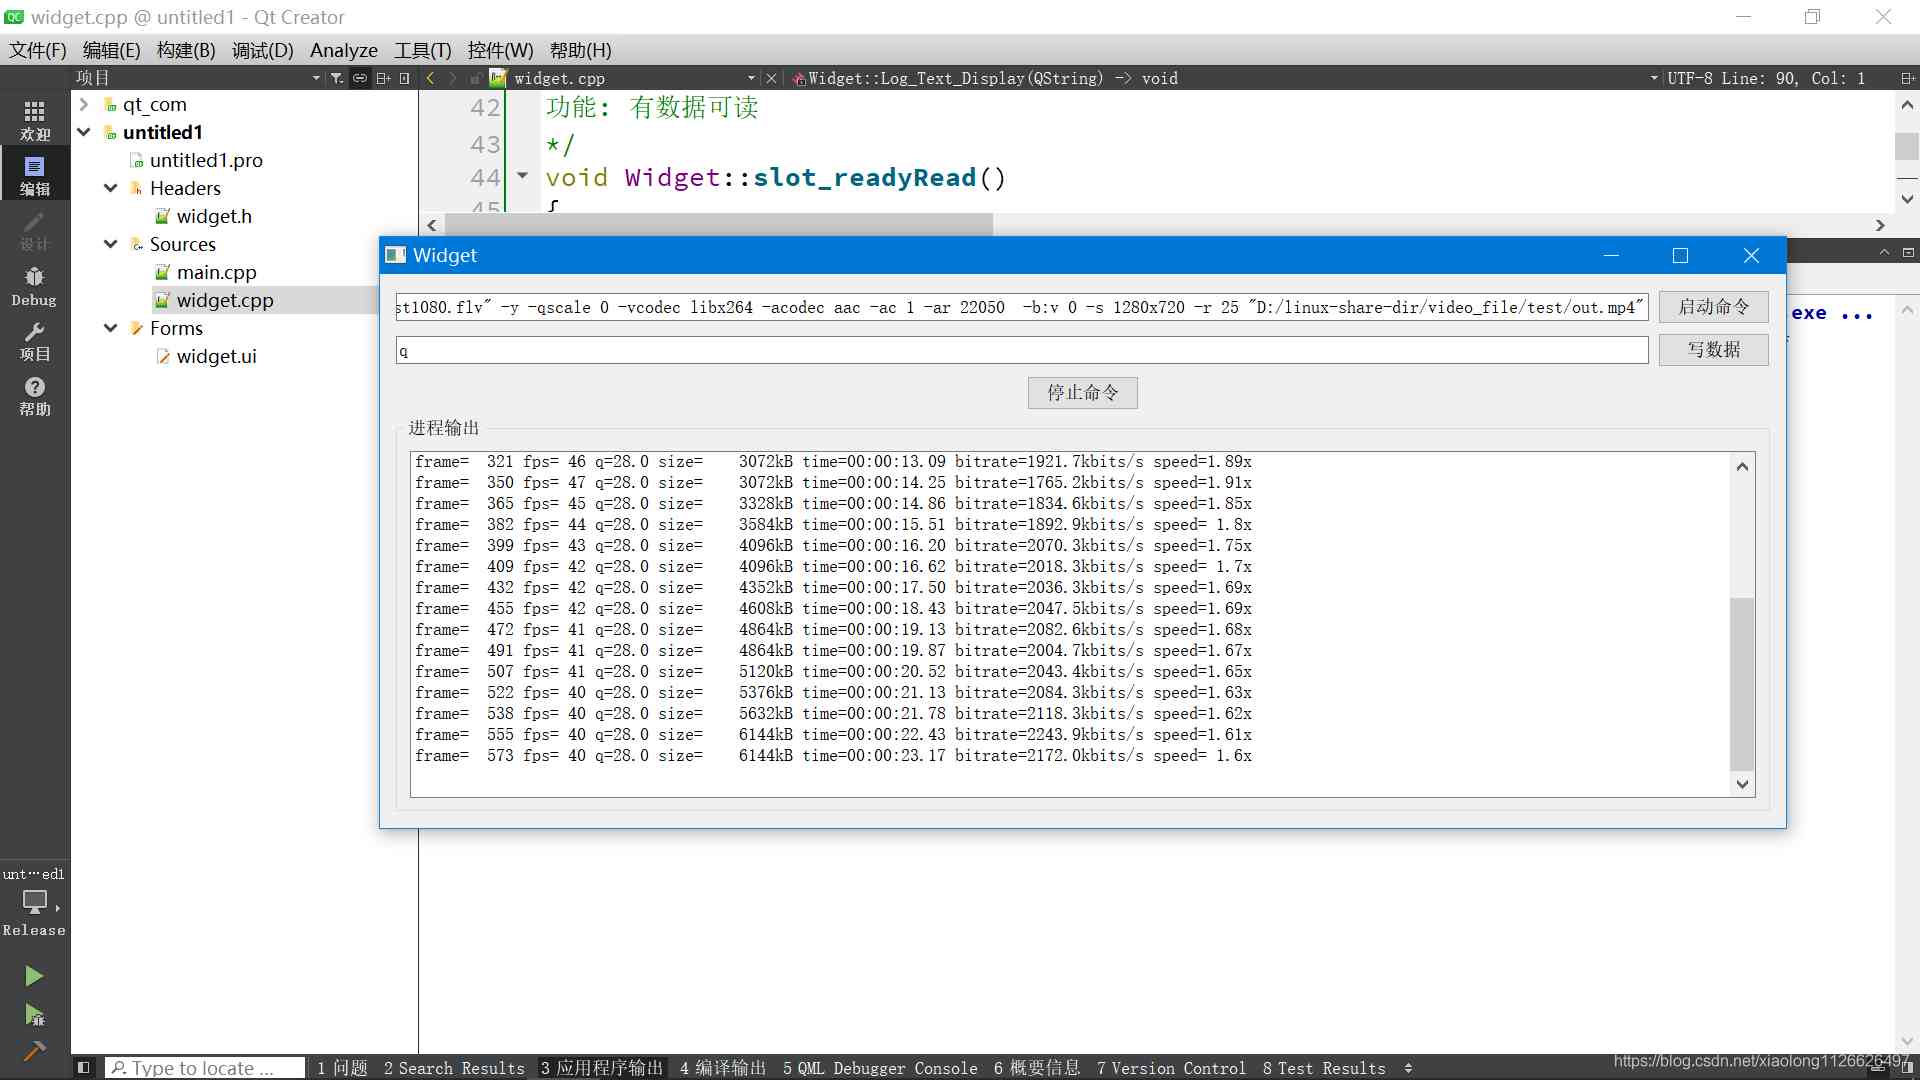 widget.cpp @ untitled1 - Qt Creator
文件(F) 编辑(E) 构建(B) 调试(D) Analyze 工具(T) 控件(W) 帮助(H)
项目
widget.cpp
Widget::Log_Text_Display(QString) -> void
UTF-8 Line: 90, Col: 1
欢迎
编辑
设计
Debug
项目
帮助
qt_com
untitled1
untitled1.pro
Headers
widget.h
Sources
main.cpp
widget.cpp
Forms
widget.ui
42 功能: 有数据可读
43 */
44 void Widget::slot_readyRead()
45 {
.exe ...
Widget
st1080.flv" -y -qscale 0 -vcodec libx264 -acodec aac -ac 1 -ar 22050  -b:v 0 -s 1280x720 -r 25 "D:/linux-share-dir/video_file/test/out.mp4"
启动命令
q
写数据
停止命令
进程输出
frame=  321 fps= 46 q=28.0 size=    3072kB time=00:00:13.09 bitrate=1921.7kbits/s speed=1.89x
frame=  350 fps= 47 q=28.0 size=    3072kB time=00:00:14.25 bitrate=1765.2kbits/s speed=1.91x
frame=  365 fps= 45 q=28.0 size=    3328kB time=00:00:14.86 bitrate=1834.6kbits/s speed=1.85x
frame=  382 fps= 44 q=28.0 size=    3584kB time=00:00:15.51 bitrate=1892.9kbits/s speed= 1.8x
frame=  399 fps= 43 q=28.0 size=    4096kB time=00:00:16.20 bitrate=2070.3kbits/s speed=1.75x
frame=  409 fps= 42 q=28.0 size=    4096kB time=00:00:16.62 bitrate=2018.3kbits/s speed= 1.7x
frame=  432 fps= 42 q=28.0 size=    4352kB time=00:00:17.50 bitrate=2036.3kbits/s speed=1.69x
frame=  455 fps= 42 q=28.0 size=    4608kB time=00:00:18.43 bitrate=2047.5kbits/s speed=1.69x
frame=  472 fps= 41 q=28.0 size=    4864kB time=00:00:19.13 bitrate=2082.6kbits/s speed=1.68x
frame=  491 fps= 41 q=28.0 size=    4864kB time=00:00:19.87 bitrate=2004.7kbits/s speed=1.67x
frame=  507 fps= 41 q=28.0 size=    5120kB time=00:00:20.52 bitrate=2043.4kbits/s speed=1.65x
frame=  522 fps= 40 q=28.0 size=    5376kB time=00:00:21.13 bitrate=2084.3kbits/s speed=1.63x
frame=  538 fps= 40 q=28.0 size=    5632kB time=00:00:21.78 bitrate=2118.3kbits/s speed=1.62x
frame=  555 fps= 40 q=28.0 size=    6144kB time=00:00:22.43 bitrate=2243.9kbits/s speed=1.61x
frame=  573 fps= 40 q=28.0 size=    6144kB time=00:00:23.17 bitrate=2172.0kbits/s speed= 1.6x
unt…ed1
Release
Type to locate ...
1 问题 2 Search Results 3 应用程序输出 4 编译输出 5 QML Debugger Console 6 概要信息 7 Version Control 8 Test Results
https://blog.csdn.net/xiaolong1126626497